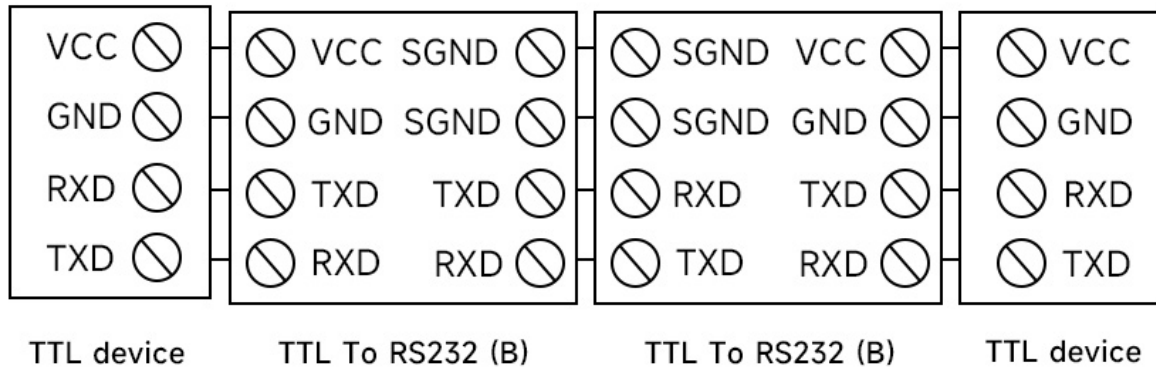 VCC VCC SGND SGND VCC VCC
GND GND SGND SGND GND GND
RXD TXD TXD RXD TXD RXD
TXD RXD RXD TXD RXD TXD
TTL device TTL To RS232 (B) TTL To RS232 (B) TTL device